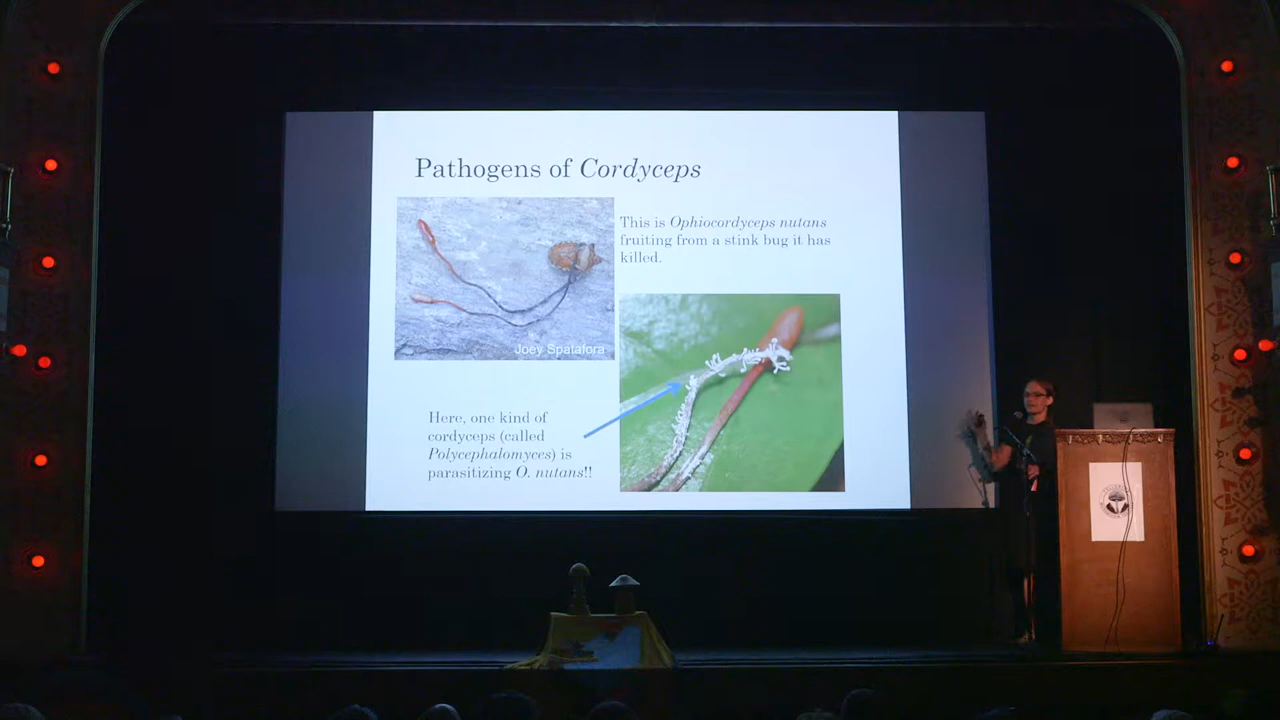 Pathogens of Cordyceps
This is Ophiocordyceps nutans
fruiting from a stink bug it has
killed.
Joey Spatafora
Here, one kind of
cordyceps (called
Polycephalomyces) is
parasitizing O. nutans!!